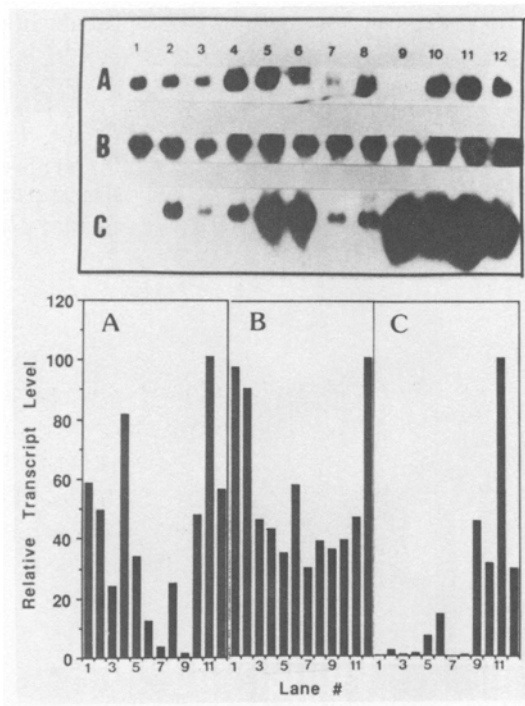 1 2 3 4 5 6 7 8 9 10 11 12
A
B
C
120
100
80
60
40
20
0
A B C
1 3 5 7 9 11 1 3 5 7 9 11 1 3 5 7 9 11
Relative Transcript Level
Lane #